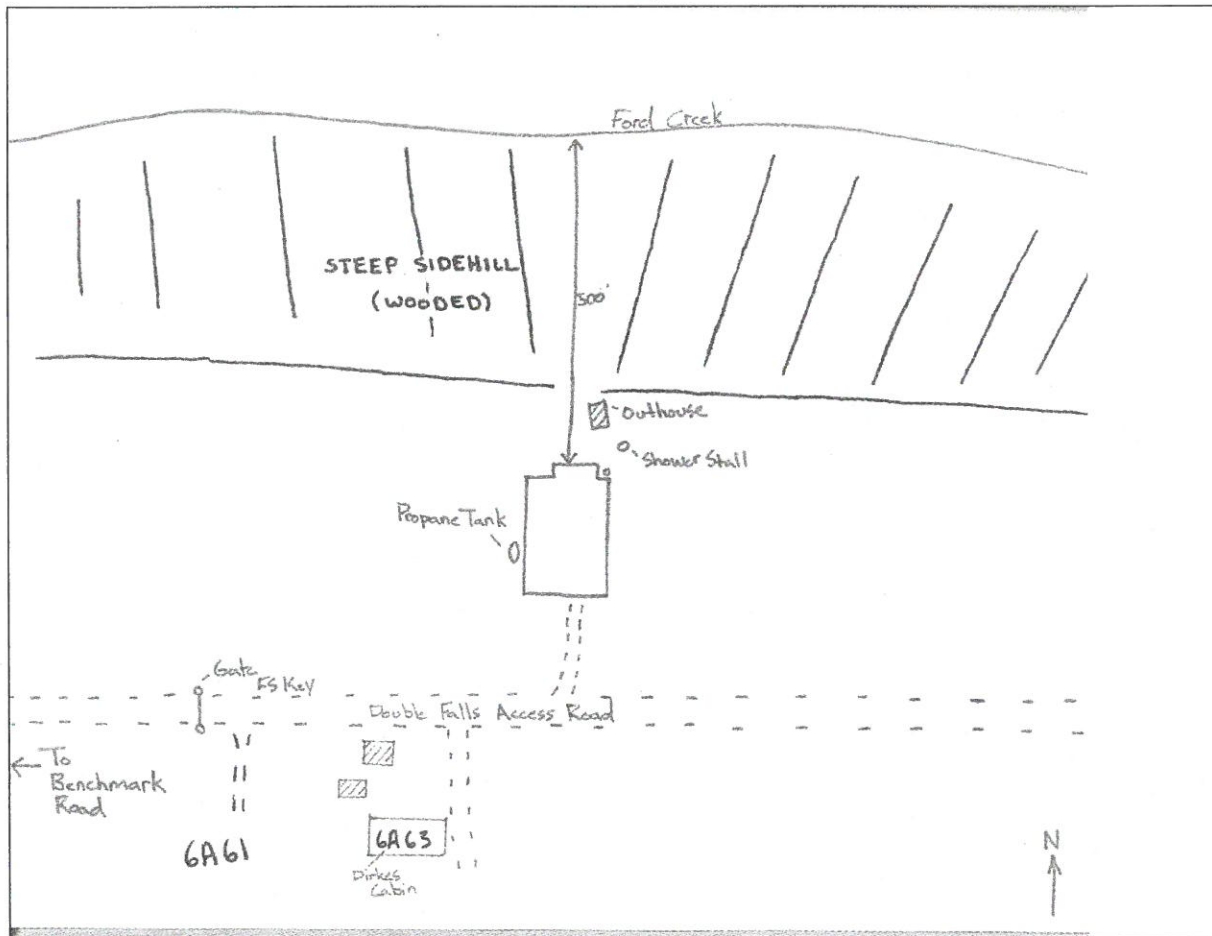 Ford Creek
STEEP SIDEHILL
(WOODED)
300'
Outhouse
Shower Stall
Propane Tank
Gate
FS Key
Double Falls Access Road
To
Benchmark
Road
6A61
6A63
Dirkes
Cabin
N